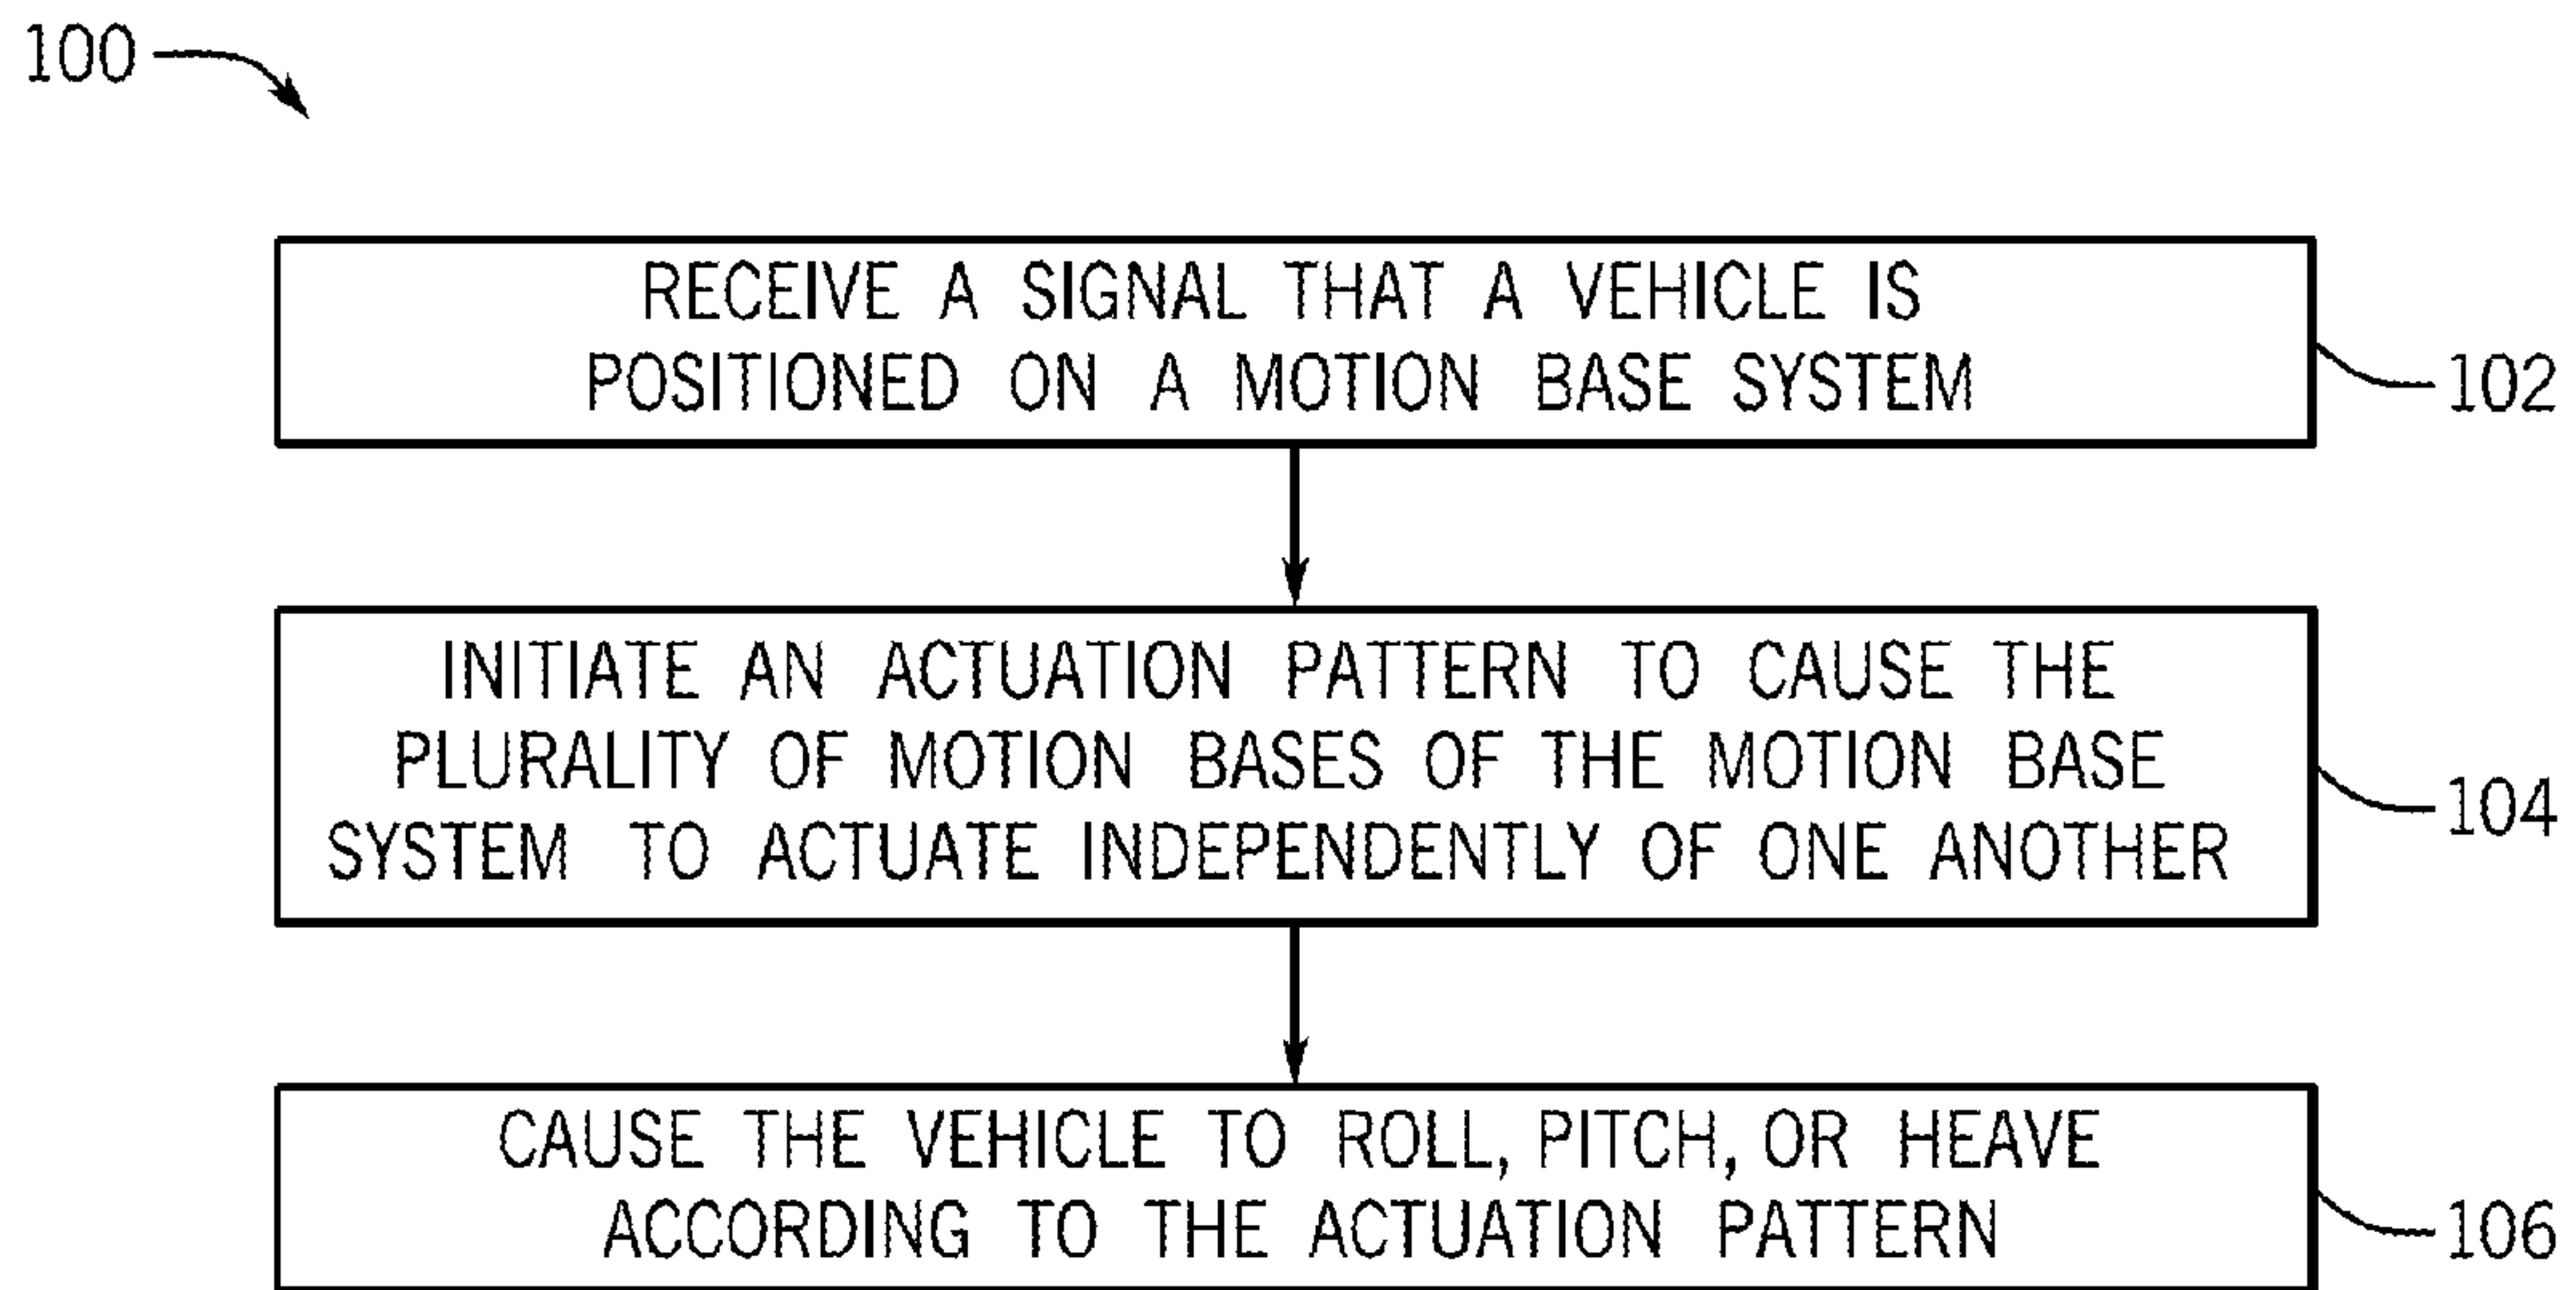 100
RECEIVE A SIGNAL THAT A VEHICLE IS
POSITIONED ON A MOTION BASE SYSTEM
102
INITIATE AN ACTUATION PATTERN TO CAUSE THE
PLURALITY OF MOTION BASES OF THE MOTION BASE
SYSTEM TO ACTUATE INDEPENDENTLY OF ONE ANOTHER
104
CAUSE THE VEHICLE TO ROLL, PITCH, OR HEAVE
ACCORDING TO THE ACTUATION PATTERN
106